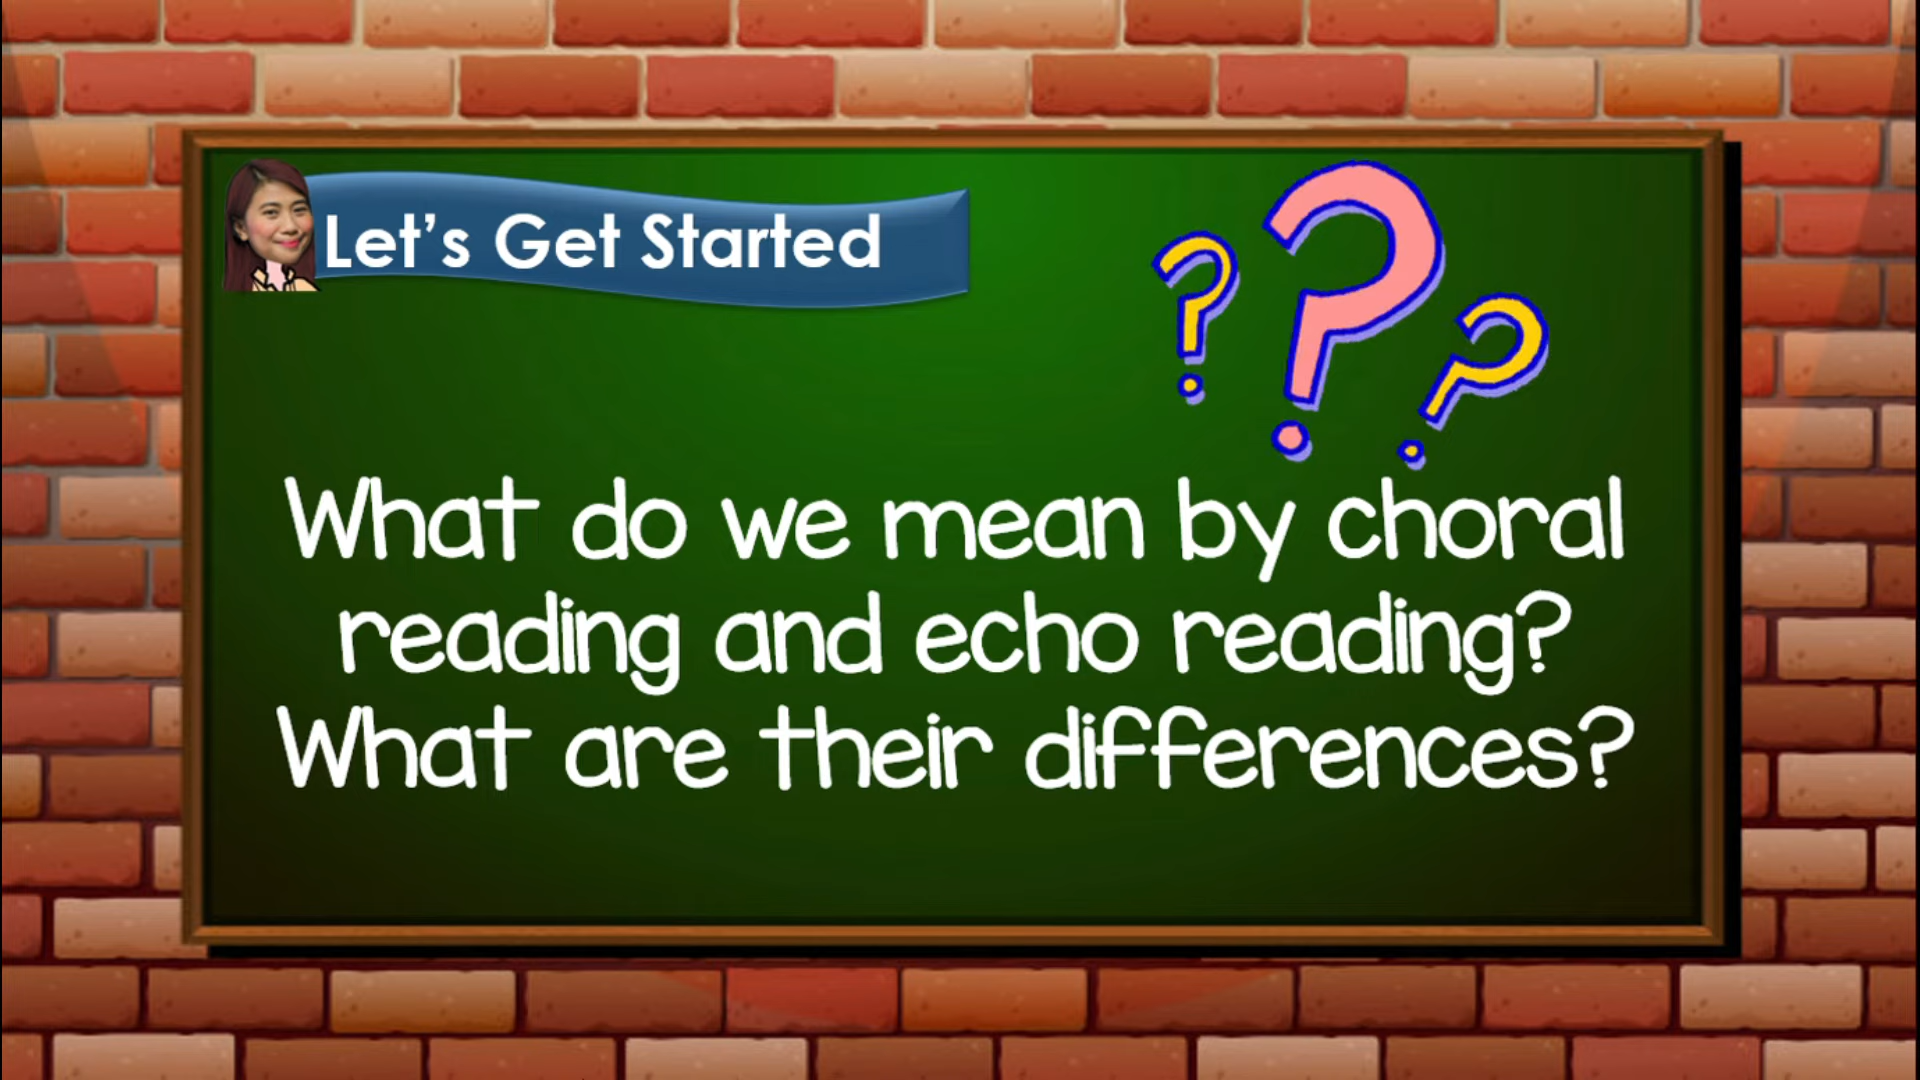 Let's Get Started
What do we mean by choral
reading and echo reading?
What are their differences?